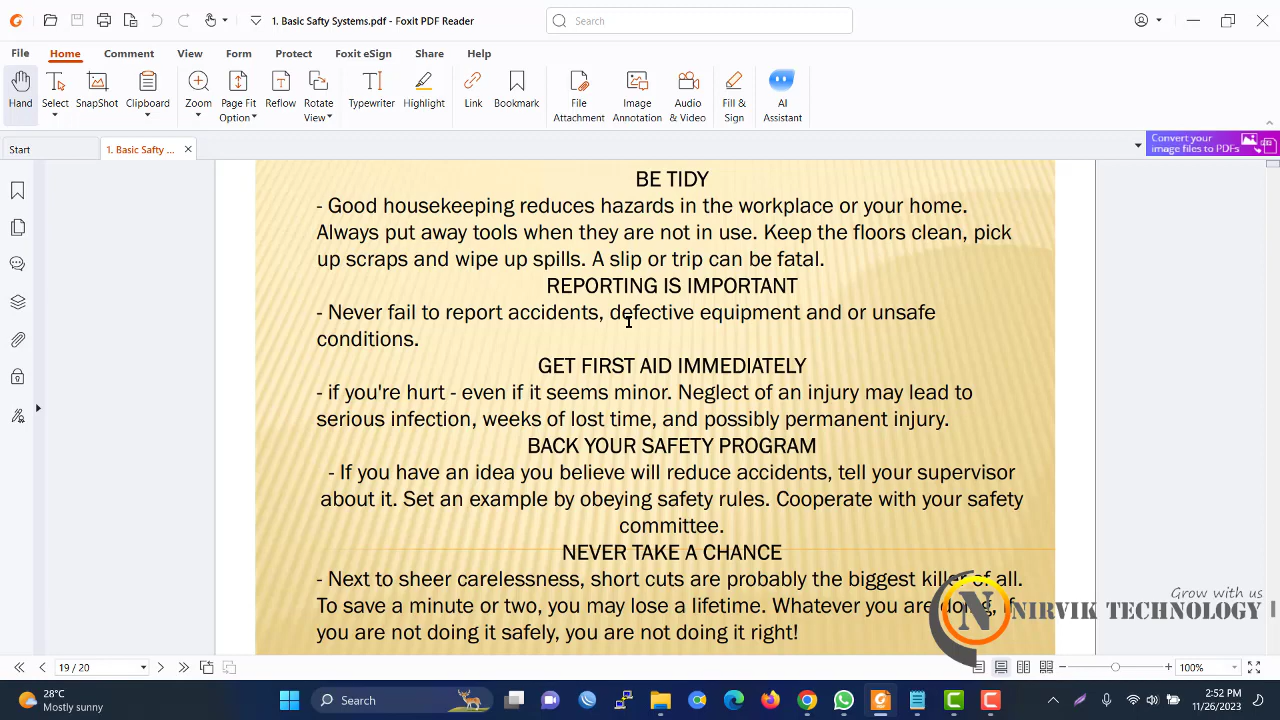 1. Basic Safty Systems.pdf - Foxit PDF Reader
Search
File Home Comment View Form Protect Foxit eSign Share Help
Hand Select SnapShot Clipboard Zoom Page Fit Option Reflow Rotate View Typewriter Highlight Link Bookmark File Attachment Image Annotation Audio & Video Fill & Sign AI Assistant
Start
1. Basic Safty ...
Convert your
image files to PDFs
BE TIDY
- Good housekeeping reduces hazards in the workplace or your home.
Always put away tools when they are not in use. Keep the floors clean, pick
up scraps and wipe up spills. A slip or trip can be fatal.
REPORTING IS IMPORTANT
- Never fail to report accidents, defective equipment and or unsafe
conditions.
GET FIRST AID IMMEDIATELY
- if you're hurt - even if it seems minor. Neglect of an injury may lead to
serious infection, weeks of lost time, and possibly permanent injury.
BACK YOUR SAFETY PROGRAM
- If you have an idea you believe will reduce accidents, tell your supervisor
about it. Set an example by obeying safety rules. Cooperate with your safety
committee.
NEVER TAKE A CHANCE
- Next to sheer carelessness, short cuts are probably the biggest killer of all.
To save a minute or two, you may lose a lifetime. Whatever you are doing, if
you are not doing it safely, you are not doing it right!
Grow with us
N NIRVIK TECHNOLOGY
19 / 20
100%
28°C
Mostly sunny
Search
2:52 PM
11/26/2023